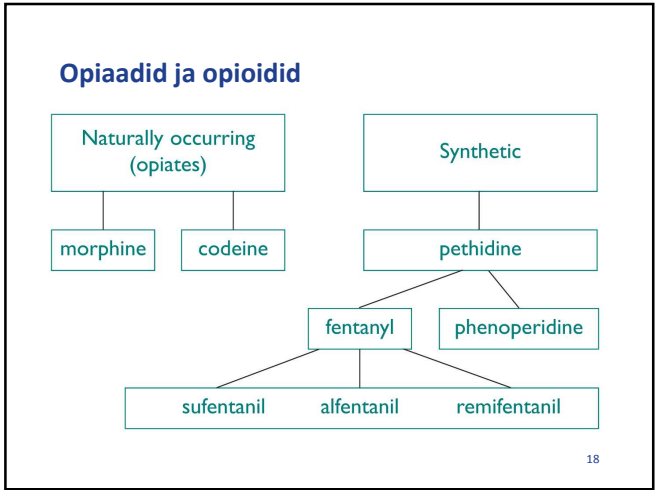 Opiaadid ja opioidid
Naturally occurring
(opiates)
Synthetic
morphine
codeine
pethidine
fentanyl
phenoperidine
sufentanil alfentanil remifentanil
18